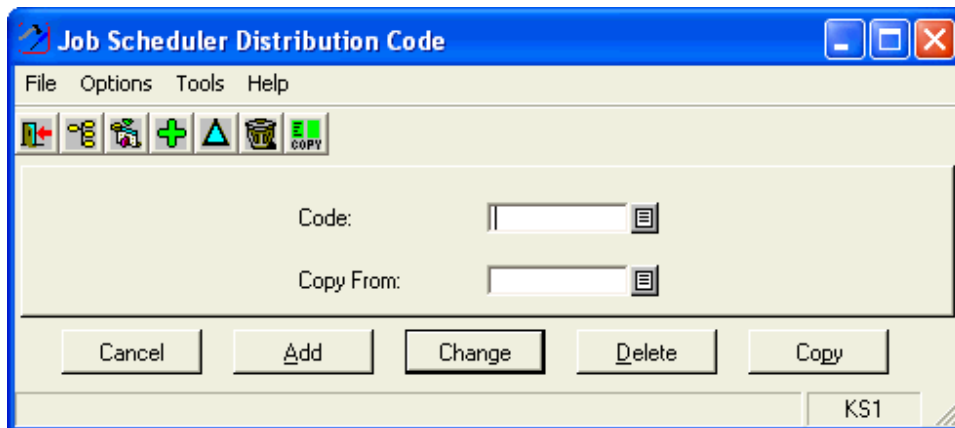 Job Scheduler Distribution Code
File Options Tools Help
COPY
Code:
Copy From:
Cancel Add Change Delete Copy
KS1